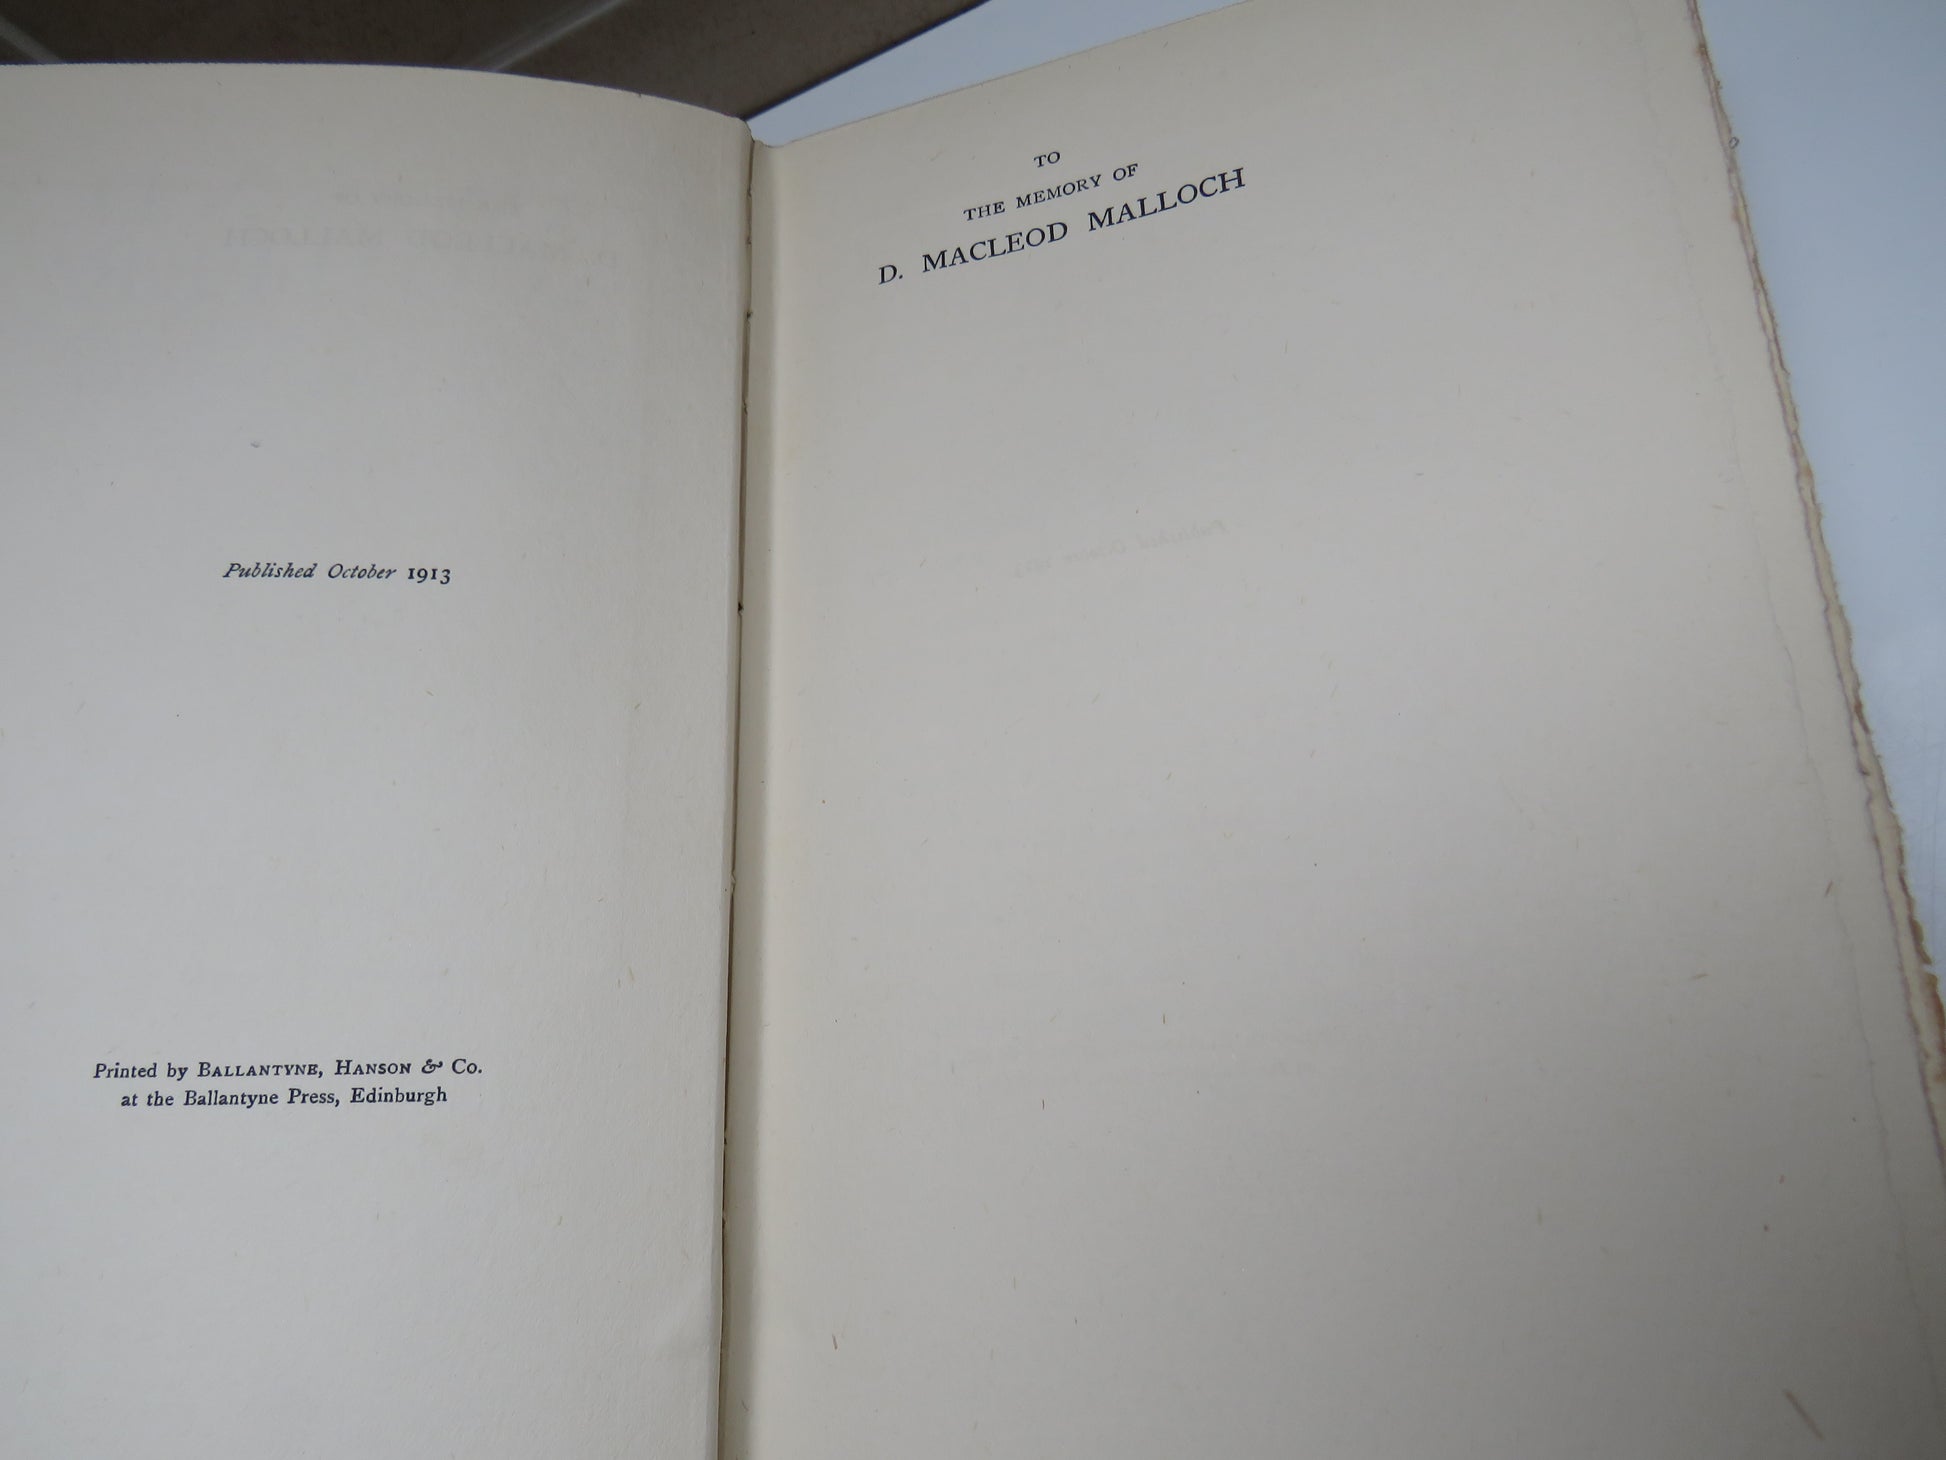 Published October 1913
Printed by BALLANTYNE, HANSON & Co.
at the Ballantyne Press, Edinburgh
TO
THE MEMORY OF
D. MACLEOD MALLOCH